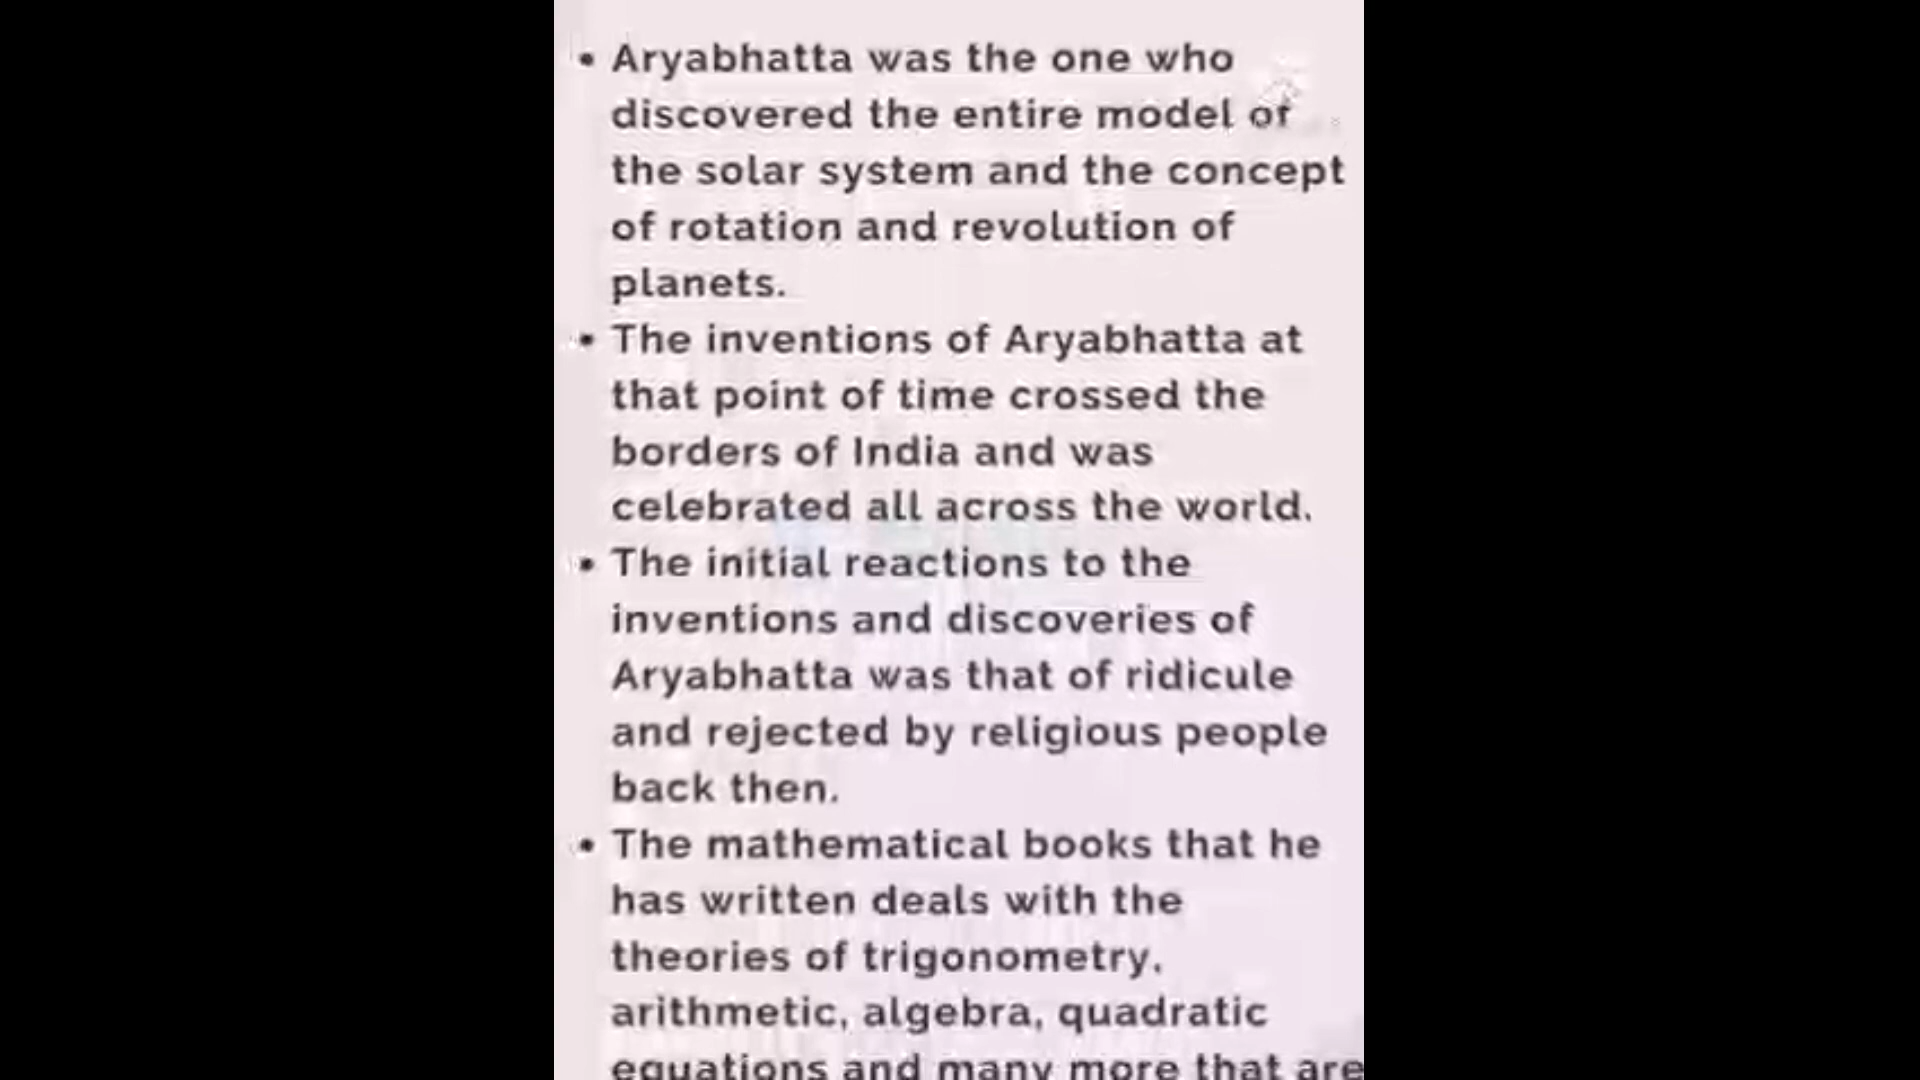 • Aryabhatta was the one who
discovered the entire model of
the solar system and the concept
of rotation and revolution of
planets.
• The inventions of Aryabhatta at
that point of time crossed the
borders of India and was
celebrated all across the world.
• The initial reactions to the
inventions and discoveries of
Aryabhatta was that of ridicule
and rejected by religious people
back then.
• The mathematical books that he
has written deals with the
theories of trigonometry,
arithmetic, algebra, quadratic
equations and many more that are